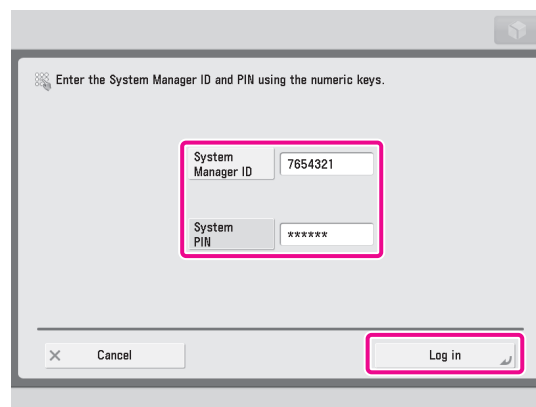 Enter the System Manager ID and PIN using the numeric keys.
System
Manager ID
7654321
System
PIN
******
Cancel
Log in